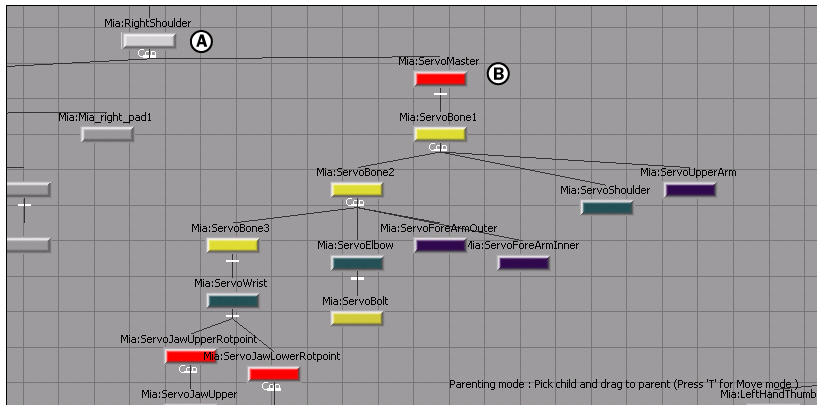 Mia:RightShoulder
A
Mia:ServoMaster
B
Mia:Mia_right_pad1
Mia:ServoBone1
Mia:ServoBone2
Mia:ServoUpperArm
Mia:ServoShoulder
Mia:ServoBone3
Mia:ServoForeArmOuter
Mia:ServoElbow
Mia:ServoForeArmInner
Mia:ServoWrist
Mia:ServoBolt
Mia:ServoJawUpperRotpoint
Mia:ServoJawLowerRotpoint
Parenting mode : Pick child and drag to parent (Press 'T' for Move mode.)
Mia:ServoJawUpper
Mia:LeftHandThumb